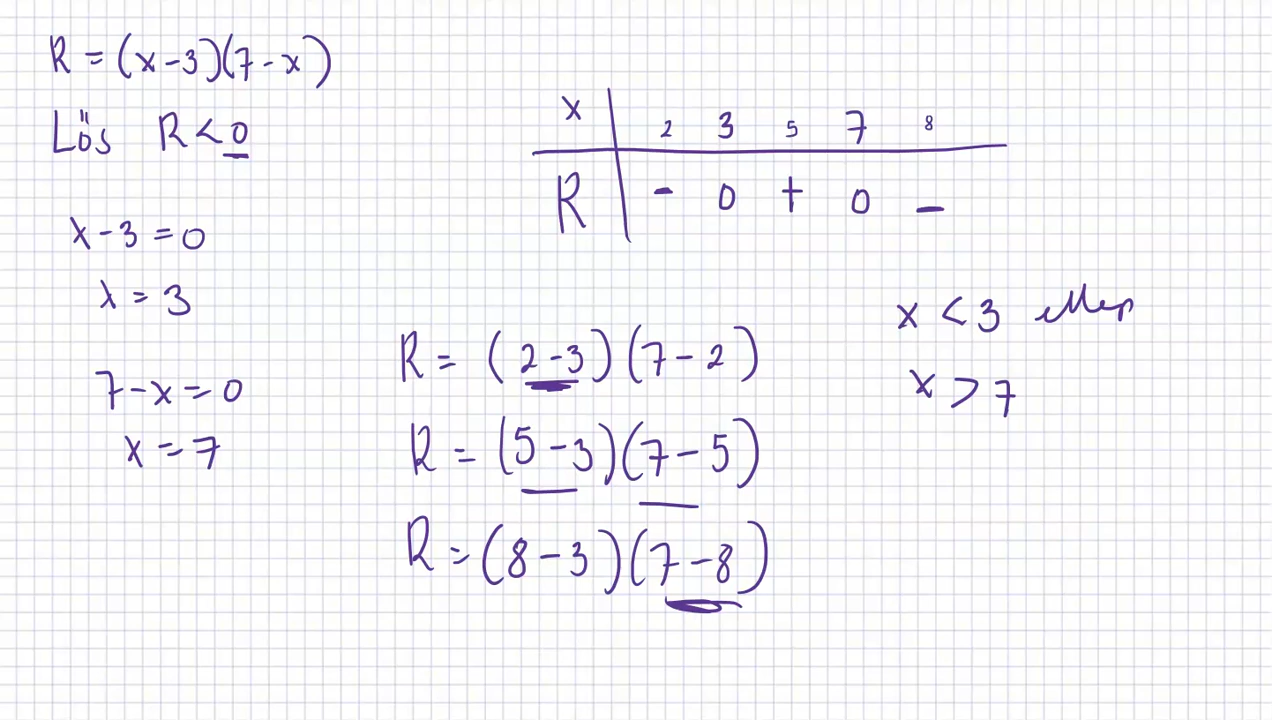 R = (x-3)(7-x)
Lös R < 0
x - 3 = 0
x = 3
7 - x = 0
x = 7
x | 2 3 5 7 8
R | - 0 + 0 -
R = (2-3)(7-2)
R = (5-3)(7-5)
R = (8-3)(7-8)
x < 3 eller
x > 7